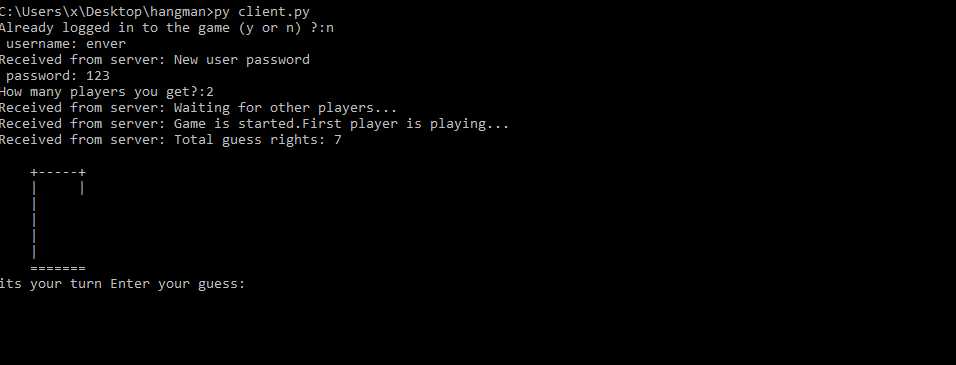 C:\Users\x\Desktop\hangman>py client.py
Already logged in to the game (y or n) ?:n
 username: enver
Received from server: New user password
 password: 123
How many players you get?:2
Received from server: Waiting for other players...
Received from server: Game is started.First player is playing...
Received from server: Total guess rights: 7
    +-----+
    |     |
    |
    |
    |
    |
    =======
its your turn Enter your guess: